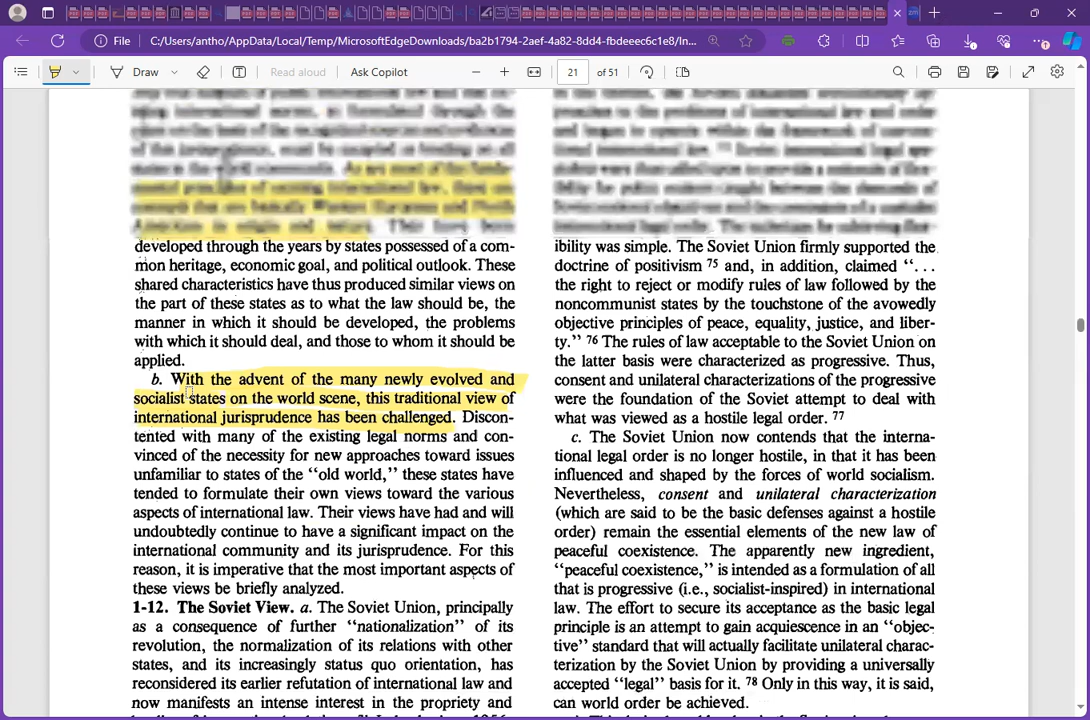 File C:/Users/antho/AppData/Local/Temp/MicrosoftEdgeDownloads/ba2b1794-2aef-4a82-8dd4-fbdeeec6c1e8/In...
Draw Read aloud Ask Copilot 21 of 51
developed through the years by states possessed of a com-
mon heritage, economic goal, and political outlook. These
shared characteristics have thus produced similar views on
the part of these states as to what the law should be, the
manner in which it should be developed, the problems
with which it should deal, and those to whom it should be
applied.
b. With the advent of the many newly evolved and
socialist states on the world scene, this traditional view of
international jurisprudence has been challenged. Discon-
tented with many of the existing legal norms and con-
vinced of the necessity for new approaches toward issues
unfamiliar to states of the “old world,” these states have
tended to formulate their own views toward the various
aspects of international law. Their views have had and will
undoubtedly continue to have a significant impact on the
international community and its jurisprudence. For this
reason, it is imperative that the most important aspects of
these views be briefly analyzed.
1-12. The Soviet View. a. The Soviet Union, principally
as a consequence of further “nationalization” of its
revolution, the normalization of its relations with other
states, and its increasingly status quo orientation, has
reconsidered its earlier refutation of international law and
now manifests an intense interest in the propriety and
ibility was simple. The Soviet Union firmly supported the
doctrine of positivism 75 and, in addition, claimed “. . .
the right to reject or modify rules of law followed by the
noncommunist states by the touchstone of the avowedly
objective principles of peace, equality, justice, and liber-
ty.” 76 The rules of law acceptable to the Soviet Union on
the latter basis were characterized as progressive. Thus,
consent and unilateral characterizations of the progressive
were the foundation of the Soviet attempt to deal with
what was viewed as a hostile legal order. 77
c. The Soviet Union now contends that the interna-
tional legal order is no longer hostile, in that it has been
influenced and shaped by the forces of world socialism.
Nevertheless, consent and unilateral characterization
(which are said to be the basic defenses against a hostile
order) remain the essential elements of the new law of
peaceful coexistence. The apparently new ingredient,
“peaceful coexistence,” is intended as a formulation of all
that is progressive (i.e., socialist-inspired) in international
law. The effort to secure its acceptance as the basic legal
principle is an attempt to gain acquiescence in an “objec-
tive” standard that will actually facilitate unilateral charac-
terization by the Soviet Union by providing a universally
accepted “legal” basis for it. 78 Only in this way, it is said,
can world order be achieved.